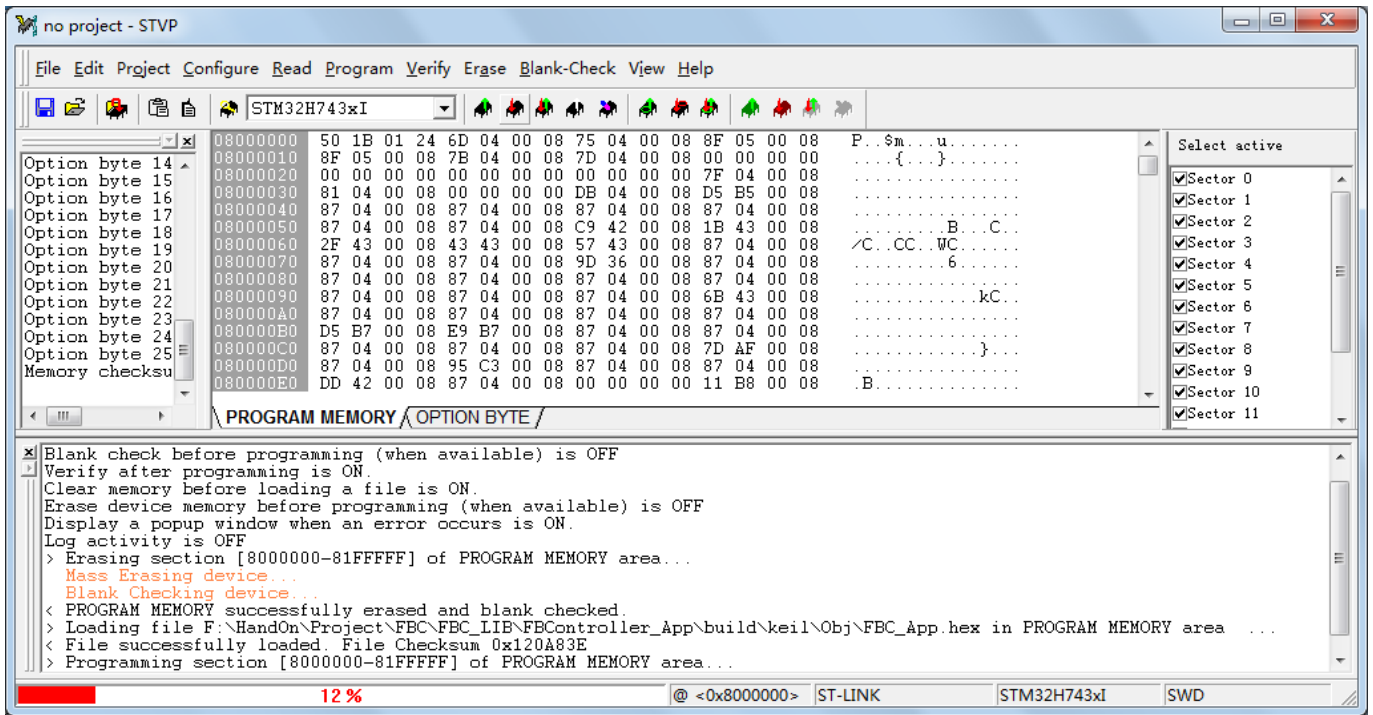 no project - STVP
File Edit Project Configure Read Program Verify Erase Blank-Check View Help
STM32H743xI
Option byte 14
Option byte 15
Option byte 16
Option byte 17
Option byte 18
Option byte 19
Option byte 20
Option byte 21
Option byte 22
Option byte 23
Option byte 24
Option byte 25
Memory checksu
08000000 50 1B 01 24 6D 04 00 08 75 04 00 08 8F 05 00 08 P..$m...u.......
08000010 8F 05 00 08 7B 04 00 08 7D 04 00 08 00 00 00 00 ....{...}.......
08000020 00 00 00 00 00 00 00 00 00 00 00 00 7F 04 00 08 ................
08000030 81 04 00 08 00 00 00 00 DB 04 00 08 D5 B5 00 08 ................
08000040 87 04 00 08 87 04 00 08 87 04 00 08 87 04 00 08 ................
08000050 87 04 00 08 87 04 00 08 C9 42 00 08 1B 43 00 08 .........B...C..
08000060 2F 43 00 08 43 43 00 08 57 43 00 08 87 04 00 08 /C..CC..WC......
08000070 87 04 00 08 87 04 00 08 9D 36 00 08 87 04 00 08 .........6......
08000080 87 04 00 08 87 04 00 08 87 04 00 08 87 04 00 08 ................
08000090 87 04 00 08 87 04 00 08 87 04 00 08 6B 43 00 08 ............kC..
080000A0 87 04 00 08 87 04 00 08 87 04 00 08 87 04 00 08 ................
080000B0 D5 B7 00 08 E9 B7 00 08 87 04 00 08 87 04 00 08 ................
080000C0 87 04 00 08 87 04 00 08 87 04 00 08 7D AF 00 08 ............}...
080000D0 87 04 00 08 95 C3 00 08 87 04 00 08 87 04 00 08 ................
080000E0 DD 42 00 08 87 04 00 08 00 00 00 00 11 B8 00 08 .B..............
PROGRAM MEMORY OPTION BYTE
Select active
Sector 0
Sector 1
Sector 2
Sector 3
Sector 4
Sector 5
Sector 6
Sector 7
Sector 8
Sector 9
Sector 10
Sector 11
Blank check before programming (when available) is OFF
Verify after programming is ON.
Clear memory before loading a file is ON.
Erase device memory before programming (when available) is OFF
Display a popup window when an error occurs is ON.
Log activity is OFF
> Erasing section [8000000-81FFFFF] of PROGRAM MEMORY area...
Mass Erasing device...
Blank Checking device...
< PROGRAM MEMORY successfully erased and blank checked.
> Loading file F:\HandOn\Project\FBC\FBC_LIB\FBController_App\build\keil\Obj\FBC_App.hex in PROGRAM MEMORY area ...
< File successfully loaded. File Checksum 0x120A83E
> Programming section [8000000-81FFFFF] of PROGRAM MEMORY area...
12 % @ <0x8000000> ST-LINK STM32H743xI SWD